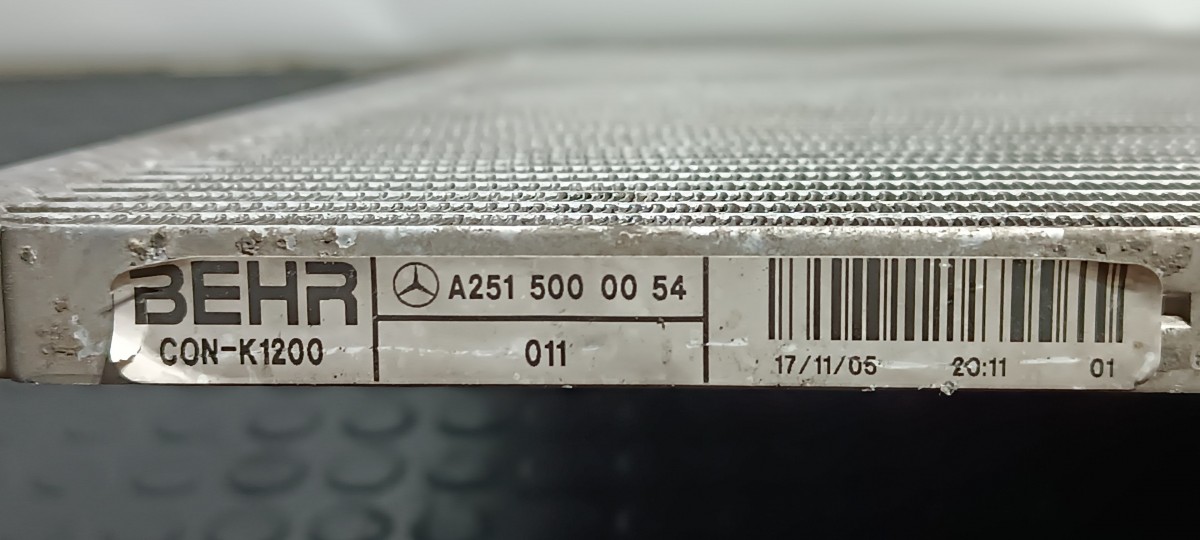 BEHR
CON-K1200
A251 500 00 54
011
17/11/05 20:11 01